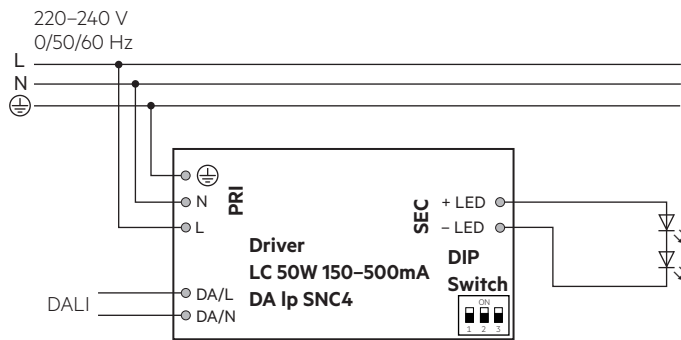 220–240 V
0/50/60 Hz
L
N
PRI
N
L
SEC
+ LED
– LED
Driver
LC 50W 150–500mA
DA lp SNC4
DIP
Switch
ON
1 2 3
DALI
DA/L
DA/N